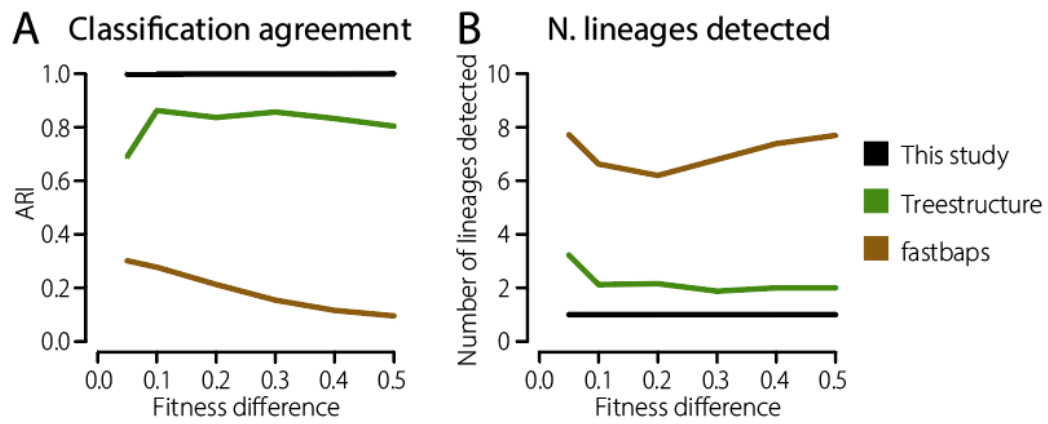 A Classification agreement
ARI
1.0
0.8
0.6
0.4
0.2
0.0
0.0 0.1 0.2 0.3 0.4 0.5
Fitness difference
B N. lineages detected
Number of lineages detected
10
8
6
4
2
0
0.0 0.1 0.2 0.3 0.4 0.5
Fitness difference
This study
Treestructure
fastbaps